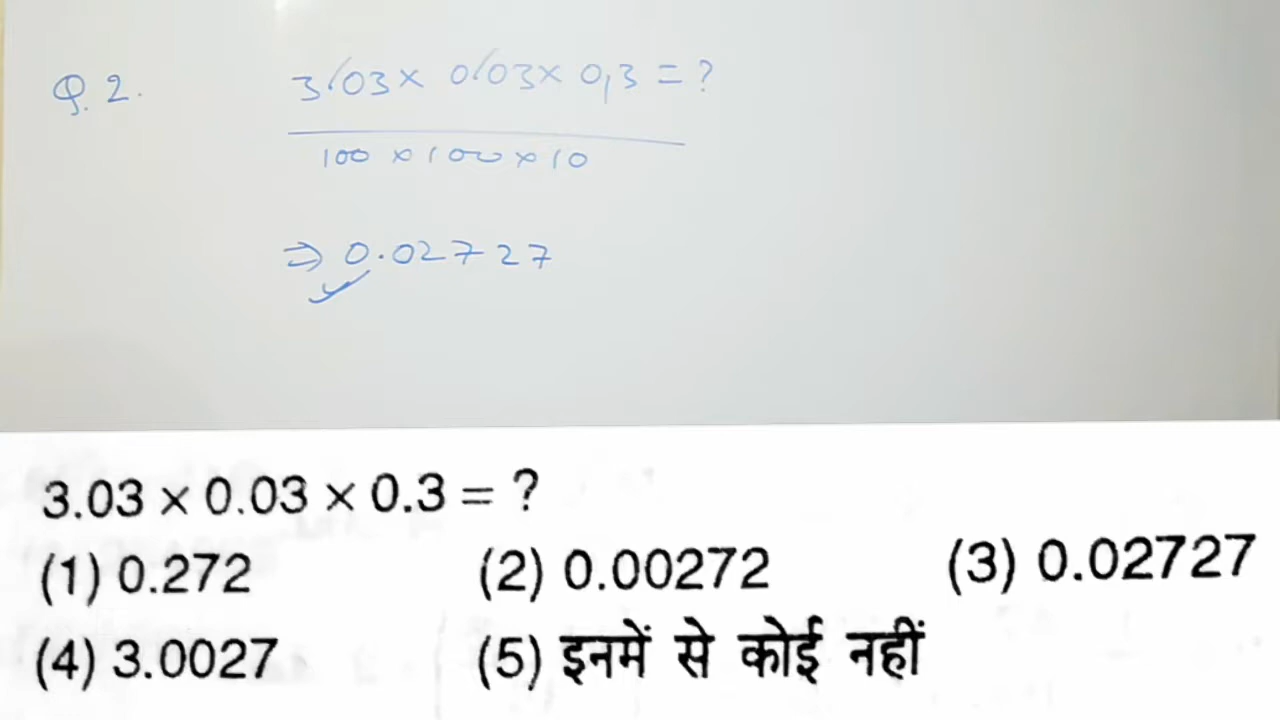 Q. 2. 3/03 × 0/03 × 0,3 = ?
100 × 100 × 10
⇒ 0.02727
3.03 × 0.03 × 0.3 = ?
(1) 0.272 (2) 0.00272 (3) 0.02727
(4) 3.0027 (5) इनमें से कोई नहीं